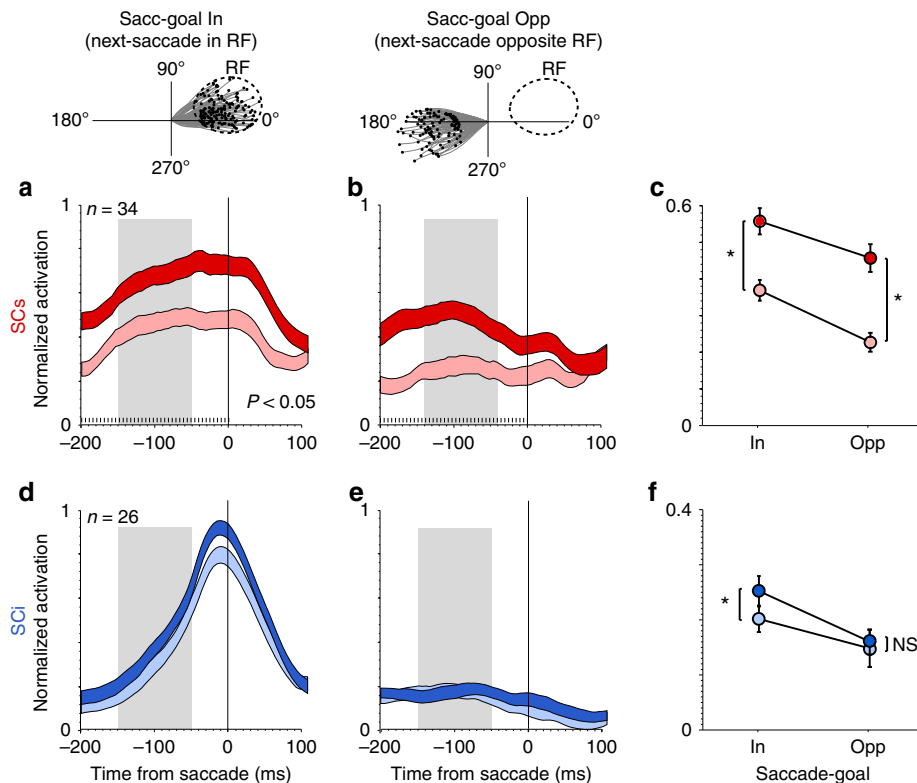 Sacc-goal In
(next-saccade in RF)
Sacc-goal Opp
(next-saccade opposite RF)
90°
RF
180°
0°
270°
90°
RF
180°
0°
270°
a
b
c
1
n = 34
SCs
Normalized activation
P < 0.05
0
–200
–100
0
100
1
0
–200
–100
0
100
0.6
*
*
0
In
Opp
d
e
f
1
n = 26
SCi
Normalized activation
0
–200
–100
0
100
Time from saccade (ms)
1
0
–200
–100
0
100
Time from saccade (ms)
0.4
*
NS
0
In
Opp
Saccade-goal